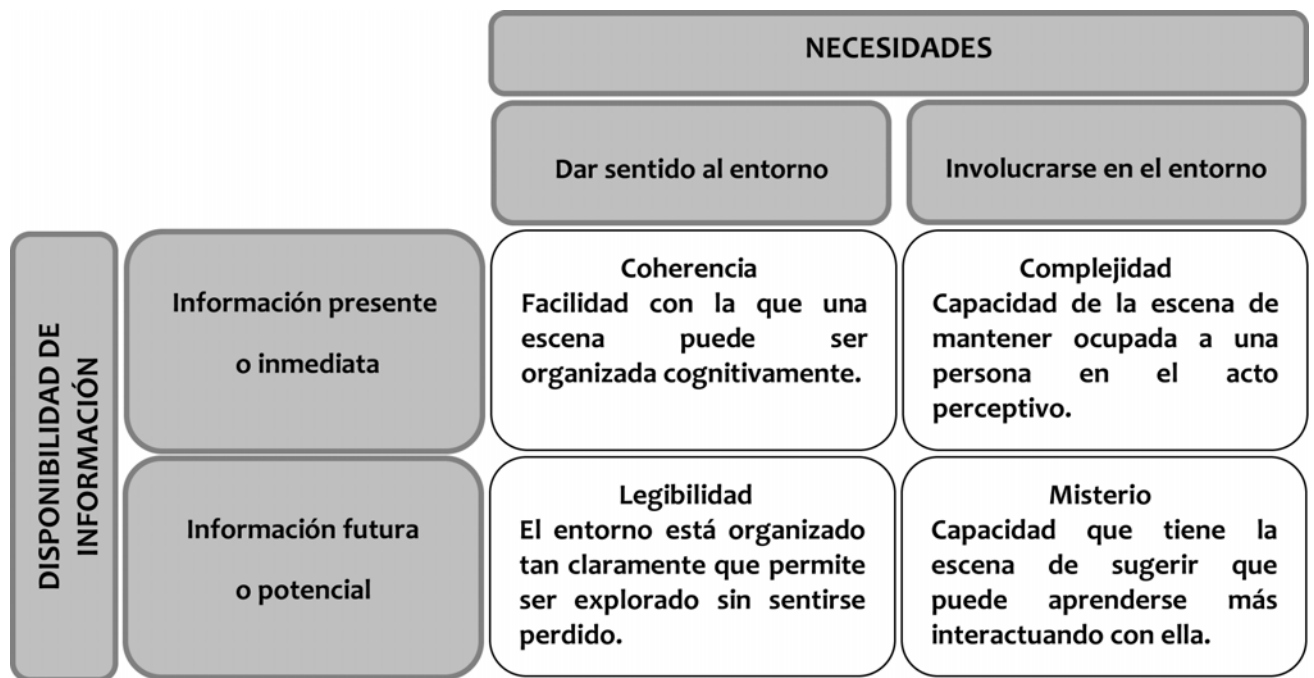 NECESIDADES
Dar sentido al entorno
Involucrarse en el entorno
DISPONIBILIDAD DE
INFORMACIÓN
Información presente
o inmediata
Coherencia
Facilidad con la que una
escena puede ser
organizada cognitivamente.
Complejidad
Capacidad de la escena de
mantener ocupada a una
persona en el acto
perceptivo.
Información futura
o potencial
Legibilidad
El entorno está organizado
tan claramente que permite
ser explorado sin sentirse
perdido.
Misterio
Capacidad que tiene la
escena de sugerir que
puede aprenderse más
interactuando con ella.